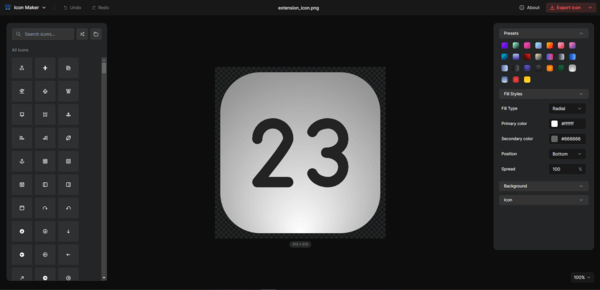 Icon Maker
Undo
Redo
extension_icon.png
About
Export icon
Search icons...
All icons
23
Presets
Fill Styles
Fill Type
Radial
Primary color
#ffffff
Secondary color
#666666
Position
Bottom
Spread
100 %
Background
Icon
100%